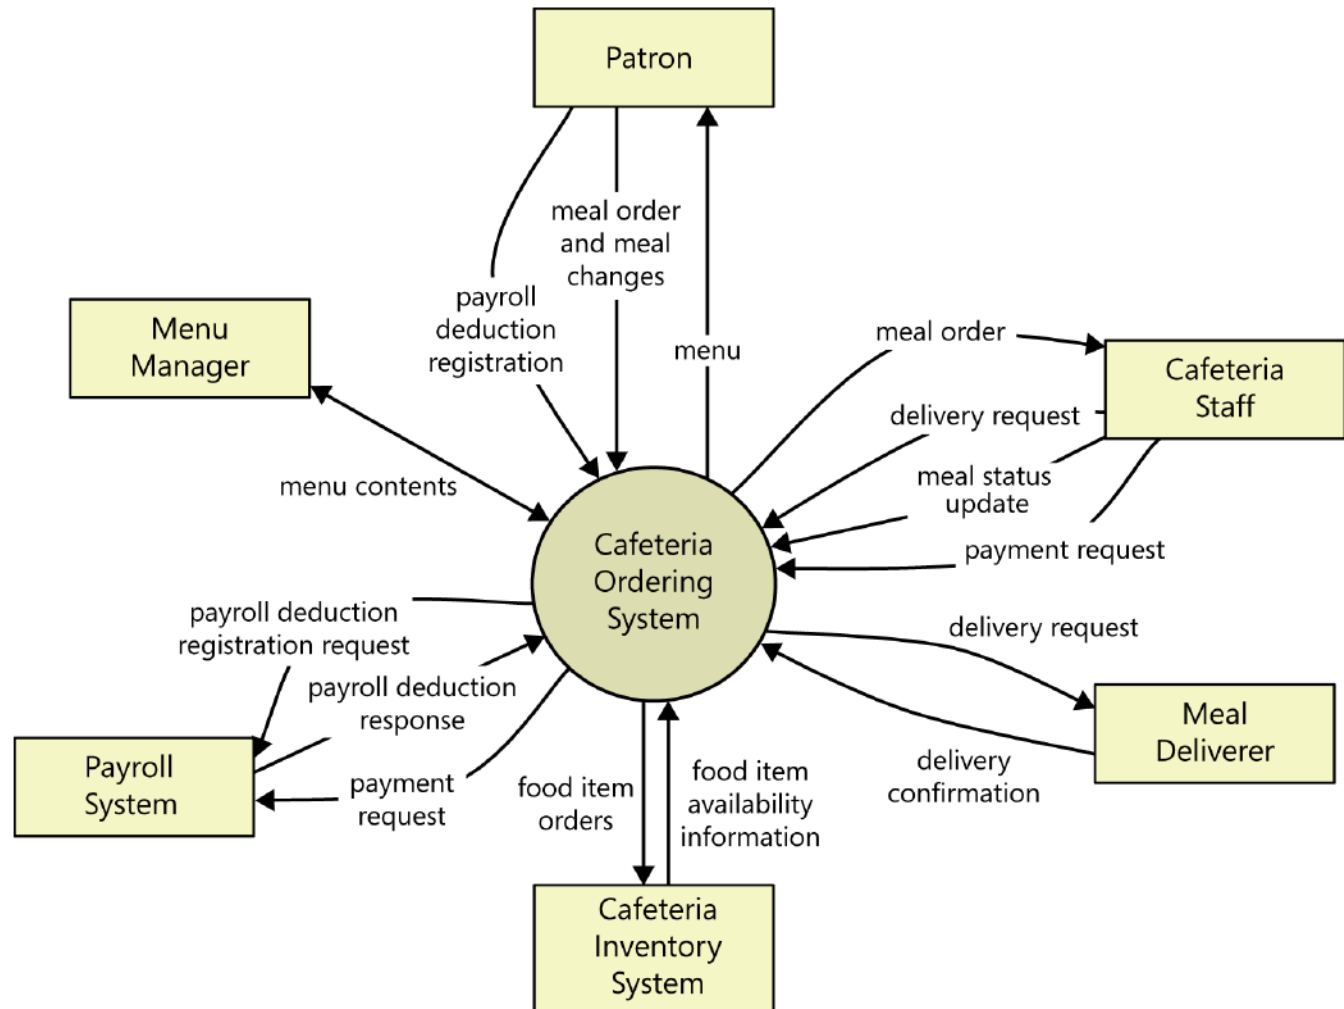 Patron
meal order
and meal
changes
payroll
deduction
registration
menu
Menu
Manager
menu contents
meal order
Cafeteria
Staff
delivery request
meal status
update
payment request
Cafeteria
Ordering
System
payroll deduction
registration request
payroll deduction
response
Payroll
System
payment
request
food item
orders
food item
availability
information
delivery request
Meal
Deliverer
delivery
confirmation
Cafeteria
Inventory
System